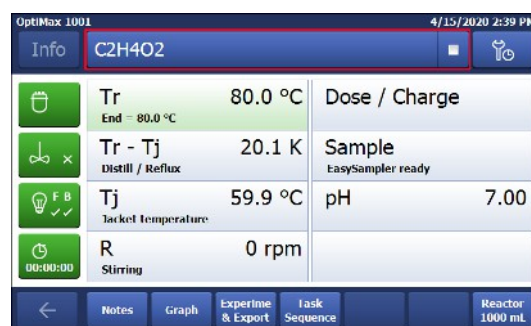 OptiMax 1001
4/15/2020 2:39 PM
Info
C2H4O2
Tr 80.0 °C
End = 80.0 °C
Dose / Charge
Tr - Tj 20.1 K
Distill / Reflux
Sample
EasySampler ready
F B
Tj 59.9 °C
Jacket temperature
pH 7.00
00:00:00
R 0 rpm
Stirring
Notes
Graph
Experime
& Export
Task
Sequence
Reactor
1000 mL